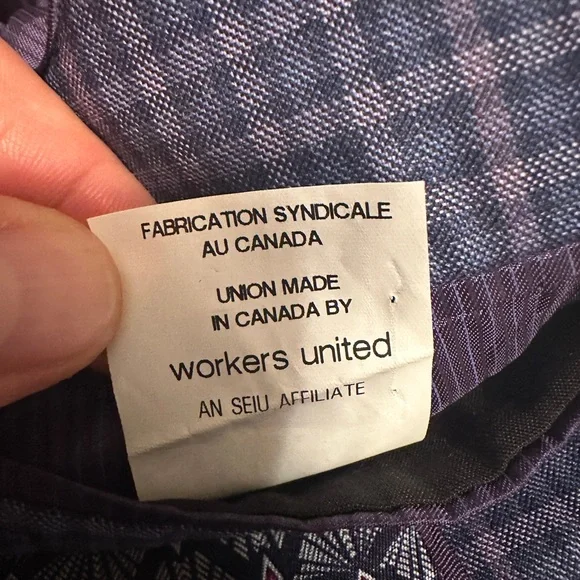 FABRICATION SYNDICALE
AU CANADA
UNION MADE
IN CANADA BY
workers united
AN SEIU AFFILIATE